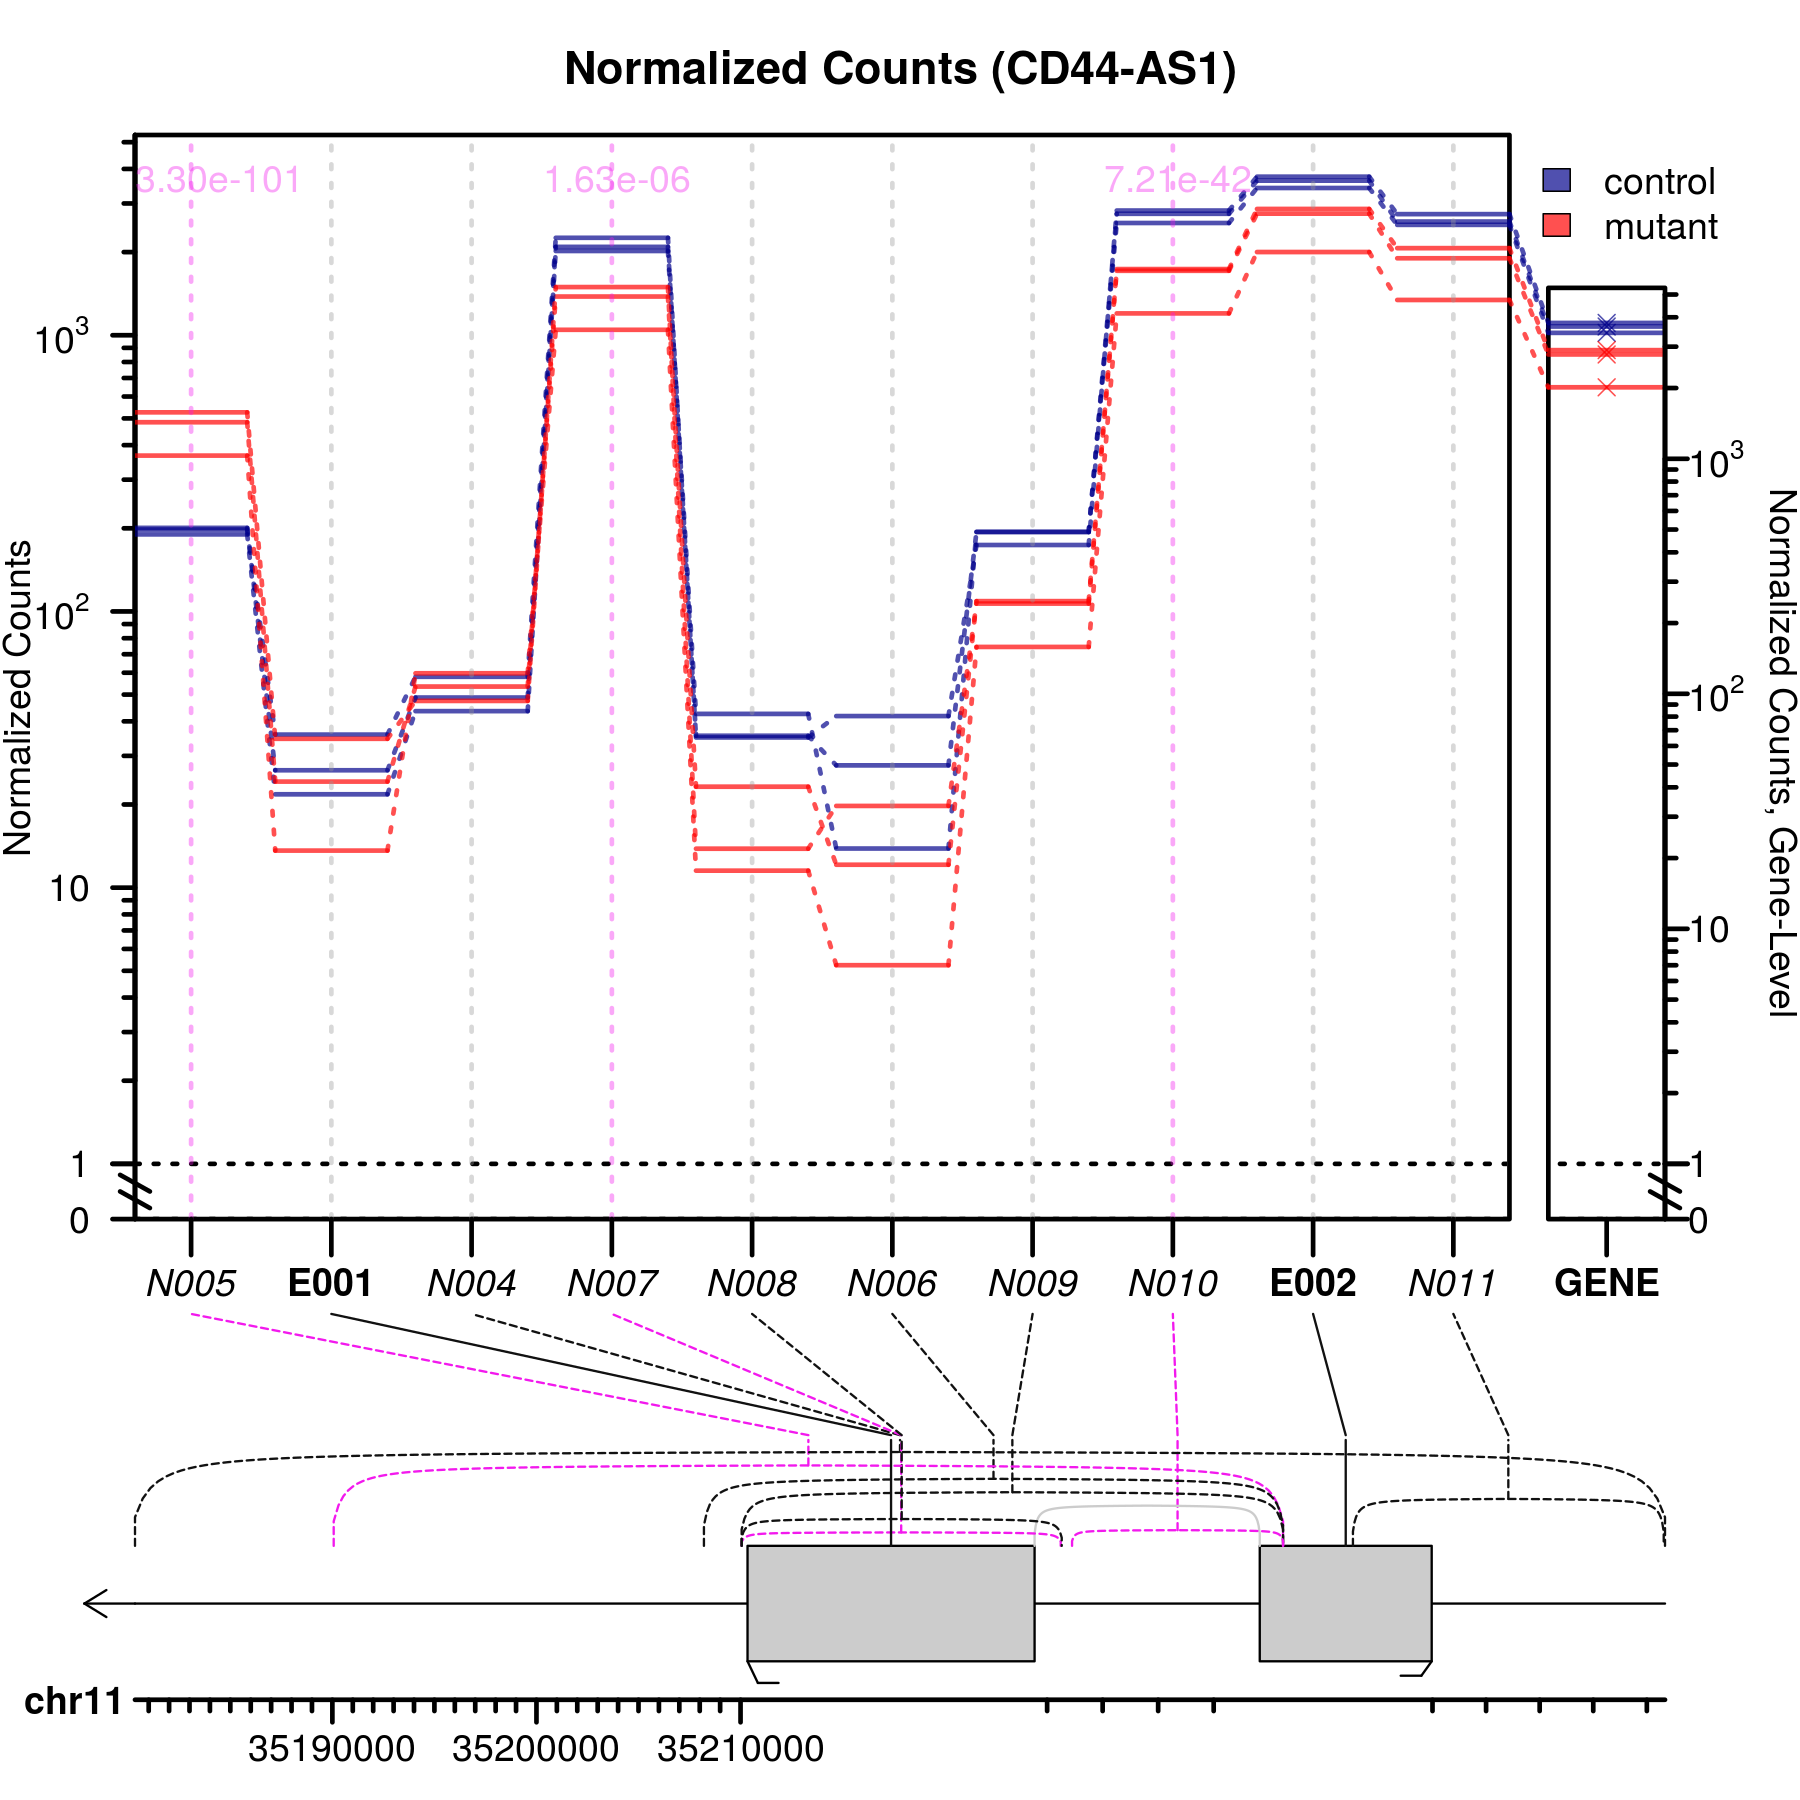 Normalized Counts (CD44-AS1)
3.30e-101 1.63e-06 7.21e-42
control
mutant
Normalized Counts
10³
10²
10
1
0
10³
10²
10
1
0
Normalized Counts, Gene-Level
N005 E001 N004 N007 N008 N006 N009 N010 E002 N011 GENE
chr11
35190000 35200000 35210000